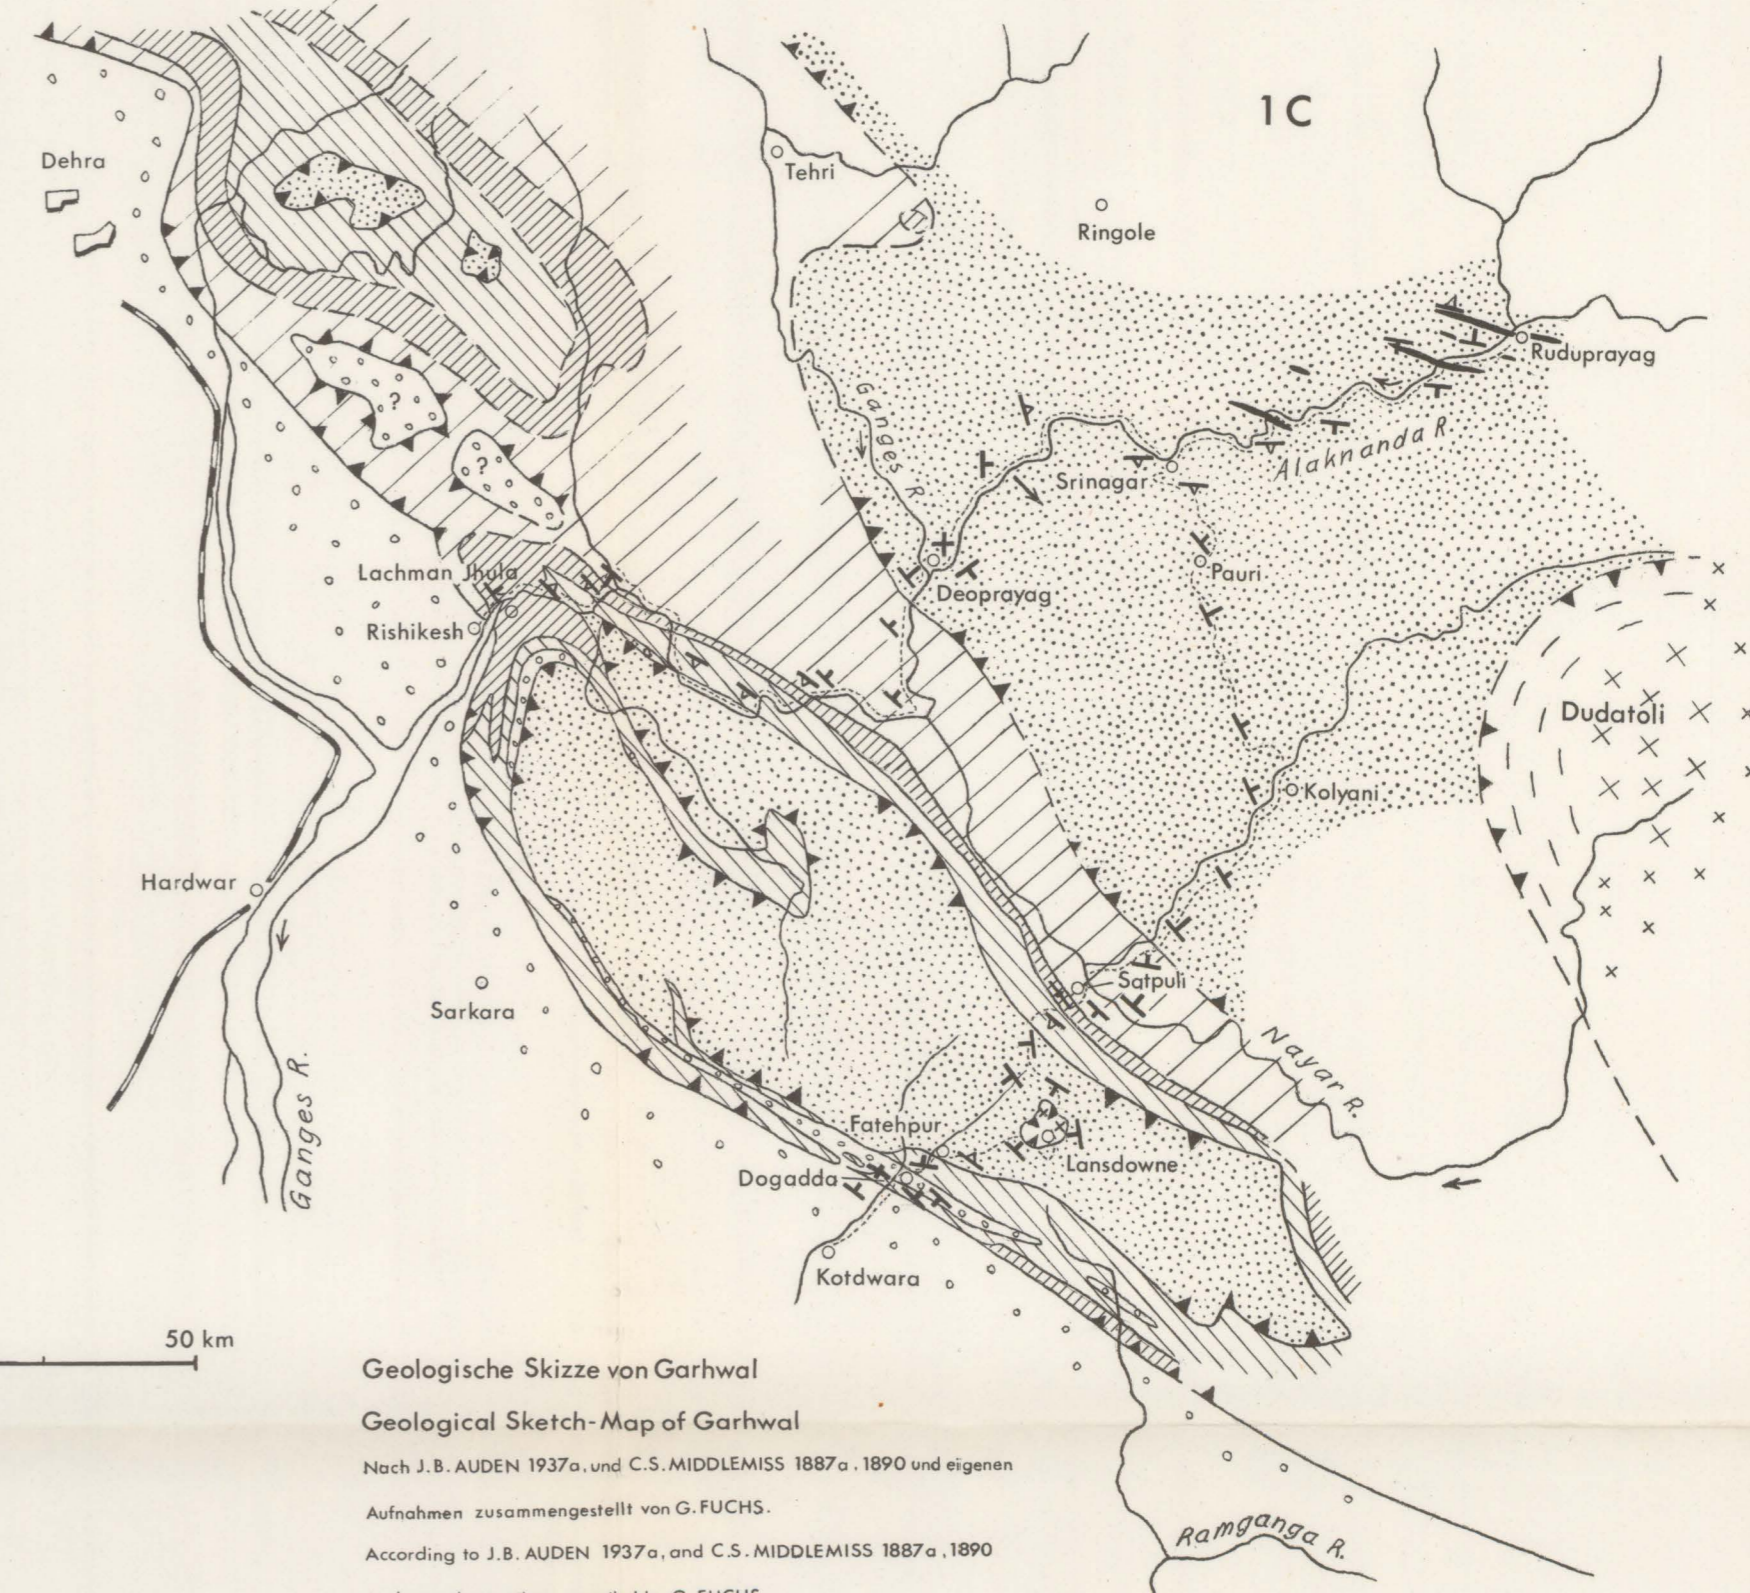 1C
Dehra
Tehri
Ringole
Ruduprayag
Ganges R
Alaknanda R.
Srinagar
?
?
Lachman Jhula
Pauri
Deoprayag
Rishikesh
Dudatoli
Kolyani
Hardwar
Satpuli
Sarkara
Nayar R.
Ganges R.
Fatehpur
Lansdowne
Dogadda
Kotdwara
50 km
Geologische Skizze von Garhwal
Geological Sketch-Map of Garhwal
Nach J.B. AUDEN 1937a, und C.S. MIDDLEMISS 1887a, 1890 und eigenen
Aufnahmen zusammengestellt von G. FUCHS.
According to J.B. AUDEN 1937a, and C.S. MIDDLEMISS 1887a, 1890
Ramganga R.